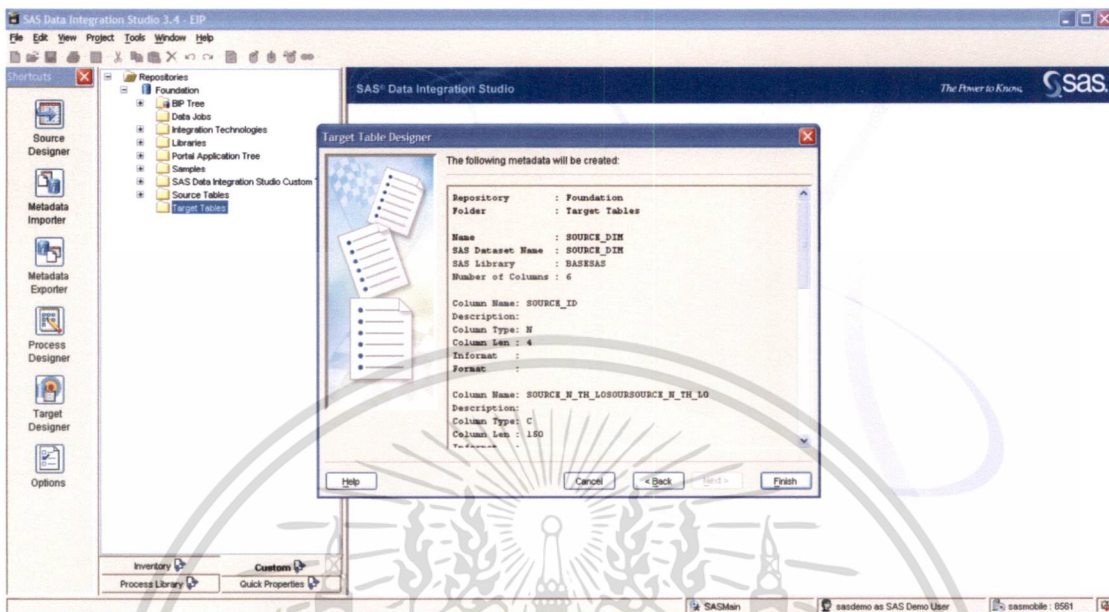 SAS Data Integration Studio 3.4 - EIP
File Edit View Project Tools Window Help
Shortcuts
Source Designer
Metadata Importer
Metadata Exporter
Process Designer
Target Designer
Options
Repositories
Foundation
BIP Tree
Data Jobs
Integration Technologies
Libraries
Portal Application Tree
Samples
SAS Data Integration Studio Custom
Source Tables
Target Tables
Inventory
Custom
Process Library
Quick Properties
SAS® Data Integration Studio
The Power to Know.
sas.
Target Table Designer
The following metadata will be created:
Repository : Foundation
Folder : Target Tables
Name : SOURCE_DIM
SAS Dataset Name : SOURCE_DIM
SAS Library : BASESAS
Number of Columns : 6
Column Name: SOURCE_ID
Description:
Column Type: N
Column Len : 4
Informat :
Format :
Column Name: SOURCE_N_TH_LOSOURSOURCE_N_TH_LO
Description:
Column Type: C
Column Len : 150
Informat :
Help
Cancel
< Back
Next >
Finish
SASMain
sasdemo as SAS Demo User
sasmobile : 8561